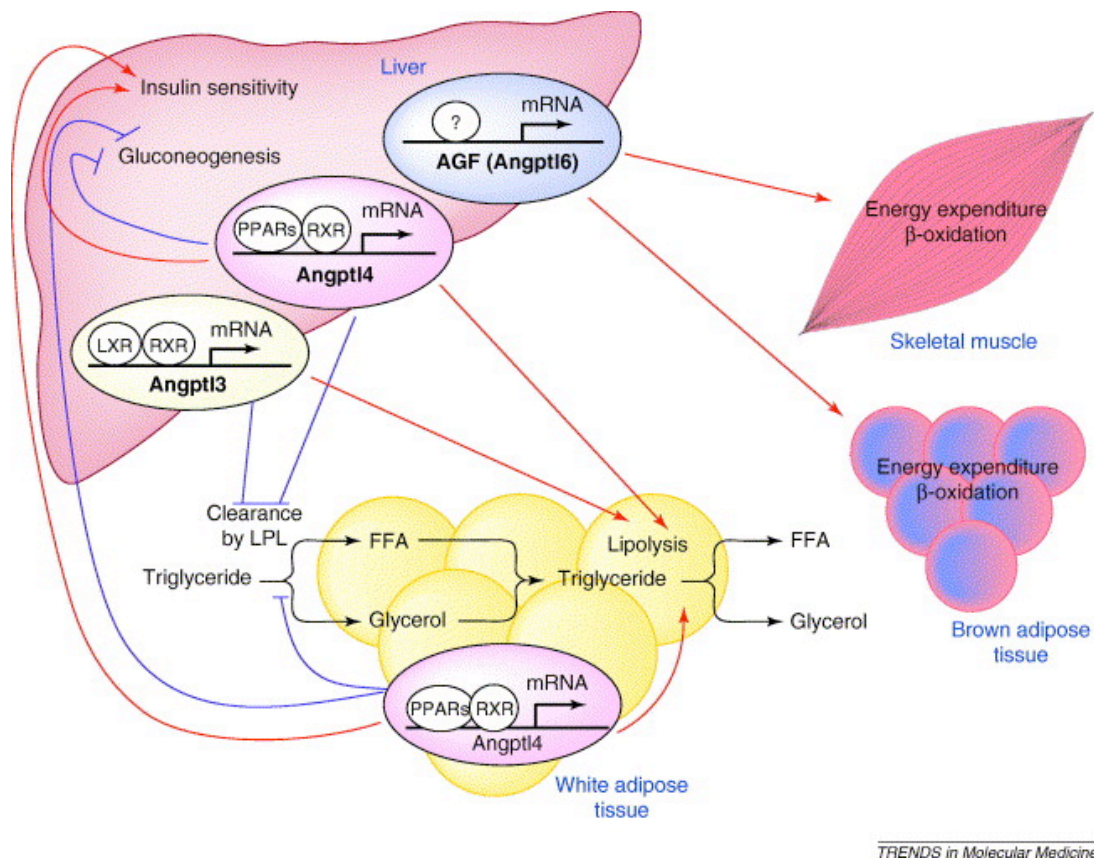 Liver
Insulin sensitivity
Gluconeogenesis
? mRNA
AGF (Angptl6)
PPARs RXR mRNA
Angptl4
LXR RXR mRNA
Angptl3
Energy expenditure
β-oxidation
Skeletal muscle
Energy expenditure
β-oxidation
Brown adipose
tissue
Clearance
by LPL
Triglyceride
FFA
Glycerol
Lipolysis
Triglyceride
FFA
Glycerol
PPARs RXR mRNA
Angptl4
White adipose
tissue
TRENDS in Molecular Medicine